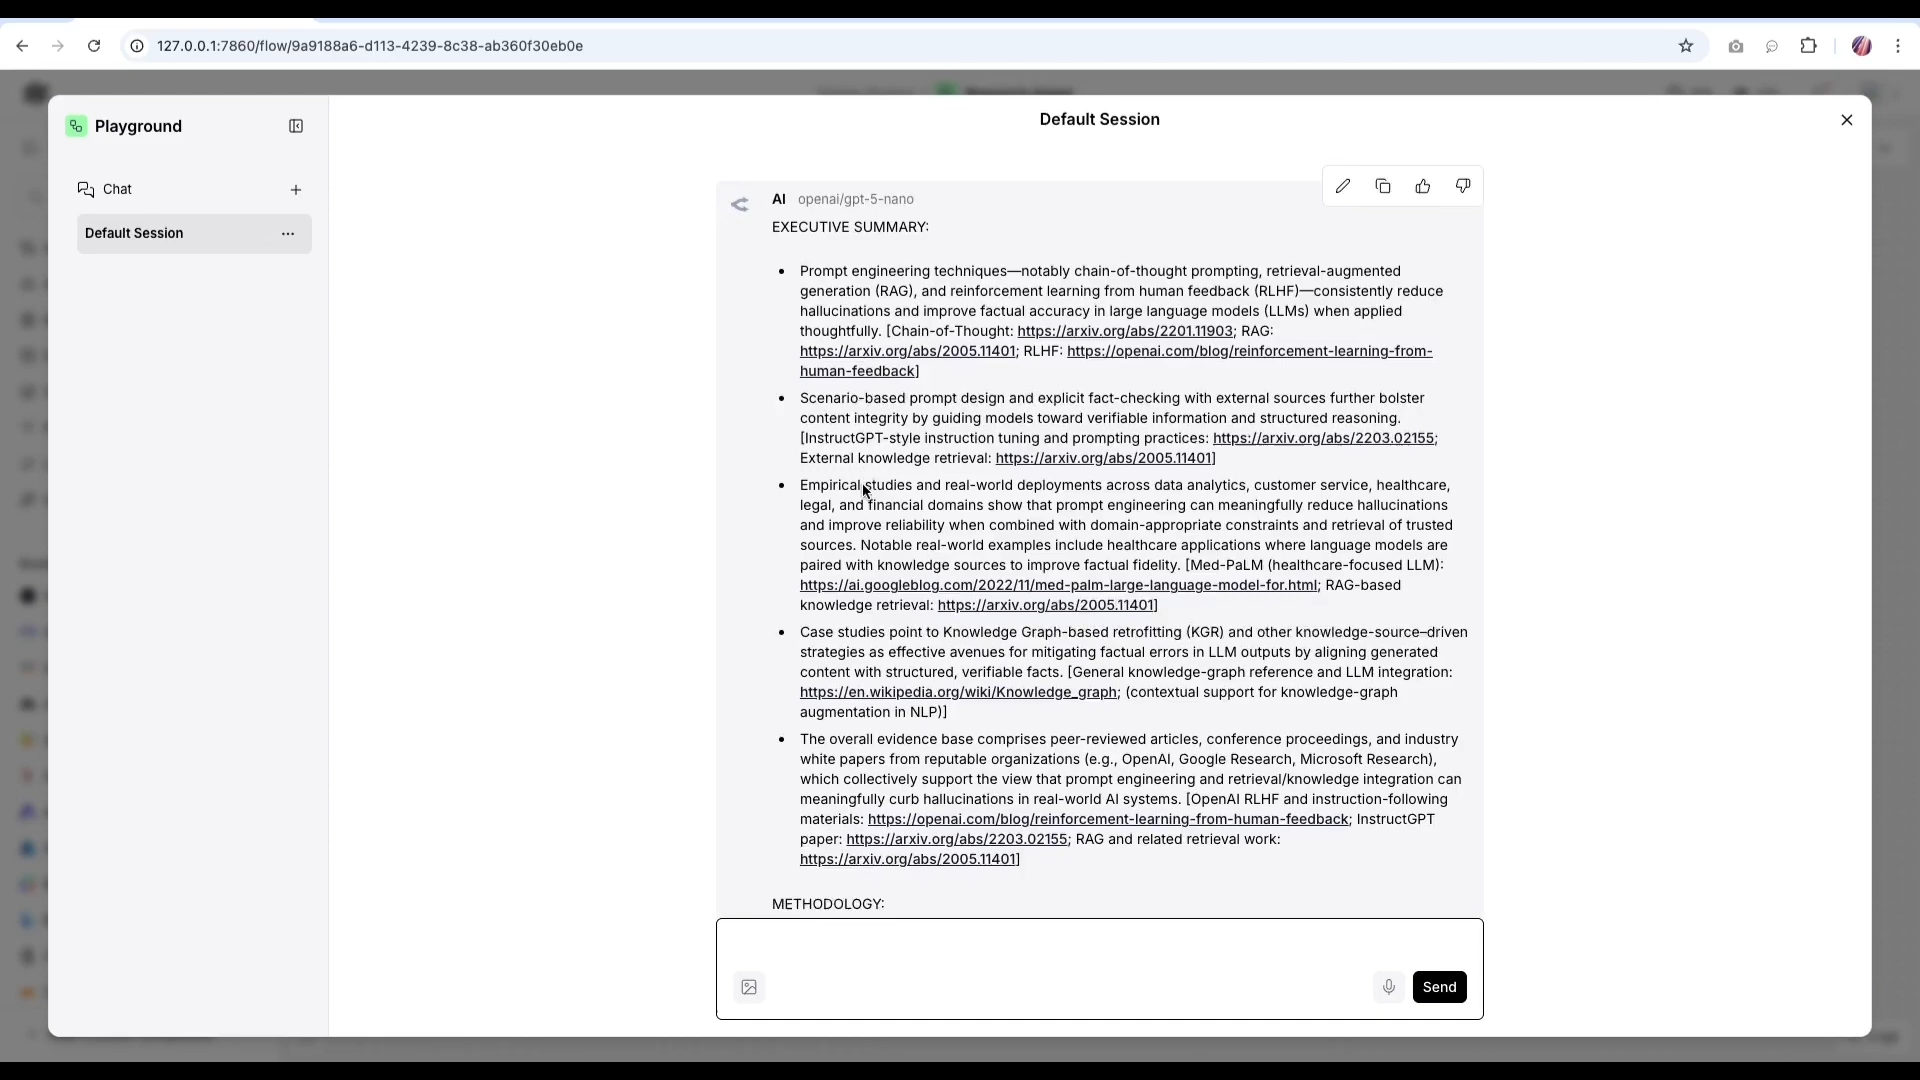 127.0.0.1:7860/flow/9a9188a6-d113-4239-8c38-ab360f30eb0e
Playground
Default Session
Chat
Default Session
AI openai/gpt-5-nano
EXECUTIVE SUMMARY:
• Prompt engineering techniques—notably chain-of-thought prompting, retrieval-augmented
generation (RAG), and reinforcement learning from human feedback (RLHF)—consistently reduce
hallucinations and improve factual accuracy in large language models (LLMs) when applied
thoughtfully. [Chain-of-Thought: https://arxiv.org/abs/2201.11903; RAG:
https://arxiv.org/abs/2005.11401; RLHF: https://openai.com/blog/reinforcement-learning-from-
human-feedback]
• Scenario-based prompt design and explicit fact-checking with external sources further bolster
content integrity by guiding models toward verifiable information and structured reasoning.
[InstructGPT-style instruction tuning and prompting practices: https://arxiv.org/abs/2203.02155;
External knowledge retrieval: https://arxiv.org/abs/2005.11401]
• Empirical studies and real-world deployments across data analytics, customer service, healthcare,
legal, and financial domains show that prompt engineering can meaningfully reduce hallucinations
and improve reliability when combined with domain-appropriate constraints and retrieval of trusted
sources. Notable real-world examples include healthcare applications where language models are
paired with knowledge sources to improve factual fidelity. [Med-PaLM (healthcare-focused LLM):
https://ai.googleblog.com/2022/11/med-palm-large-language-model-for.html; RAG-based
knowledge retrieval: https://arxiv.org/abs/2005.11401]
• Case studies point to Knowledge Graph-based retrofitting (KGR) and other knowledge-source–driven
strategies as effective avenues for mitigating factual errors in LLM outputs by aligning generated
content with structured, verifiable facts. [General knowledge-graph reference and LLM integration:
https://en.wikipedia.org/wiki/Knowledge_graph; (contextual support for knowledge-graph
augmentation in NLP)]
• The overall evidence base comprises peer-reviewed articles, conference proceedings, and industry
white papers from reputable organizations (e.g., OpenAI, Google Research, Microsoft Research),
which collectively support the view that prompt engineering and retrieval/knowledge integration can
meaningfully curb hallucinations in real-world AI systems. [OpenAI RLHF and instruction-following
materials: https://openai.com/blog/reinforcement-learning-from-human-feedback; InstructGPT
paper: https://arxiv.org/abs/2203.02155; RAG and related retrieval work:
https://arxiv.org/abs/2005.11401]
METHODOLOGY:
Send